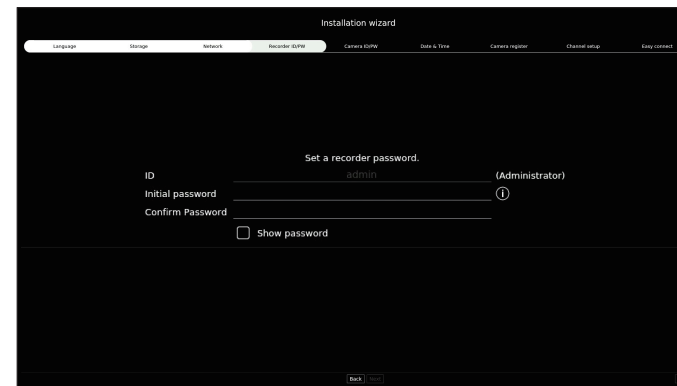 Installation wizard
Language Storage Network Recorder ID/PW Camera ID/PW Date & Time Camera register Channel setup Easy connect
Set a recorder password.
ID admin (Administrator)
Initial password
Confirm Password
Show password
Back Next